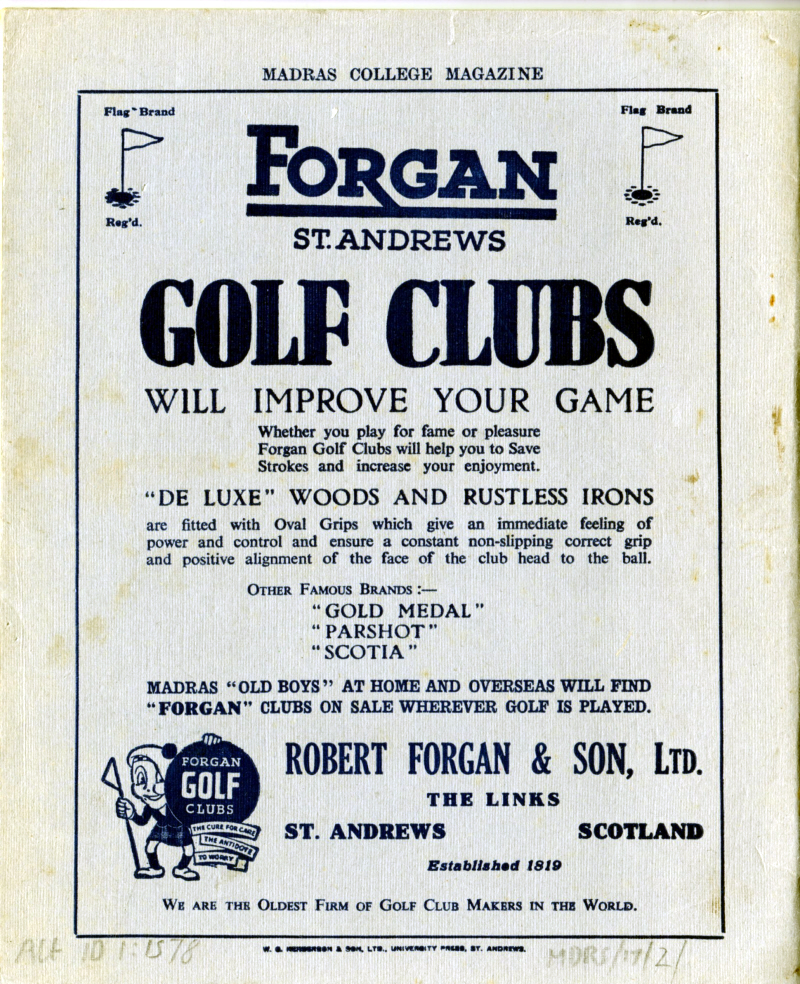 MADRAS COLLEGE MAGAZINE
Flag Brand
Reg'd.
Flag Brand
Reg'd.
FORGAN
ST. ANDREWS
GOLF CLUBS
WILL IMPROVE YOUR GAME
Whether you play for fame or pleasure
Forgan Golf Clubs will help you to Save
Strokes and increase your enjoyment.
"DE LUXE" WOODS AND RUSTLESS IRONS
are fitted with Oval Grips which give an immediate feeling of
power and control and ensure a constant non-slipping correct grip
and positive alignment of the face of the club head to the ball.
OTHER FAMOUS BRANDS :—
"GOLD MEDAL"
"PARSHOT"
"SCOTIA"
MADRAS "OLD BOYS" AT HOME AND OVERSEAS WILL FIND
"FORGAN" CLUBS ON SALE WHEREVER GOLF IS PLAYED.
FORGAN
GOLF
CLUBS
THE CURE FOR CARE
THE ANTIDOTE
TO WORRY
ROBERT FORGAN & SON, LTD.
THE LINKS
ST. ANDREWS SCOTLAND
Established 1819
WE ARE THE OLDEST FIRM OF GOLF CLUB MAKERS IN THE WORLD.
W. C. HENDERSON & SON, LTD., UNIVERSITY PRESS, ST. ANDREWS.
ID 1:1578
MDRS/17/2/